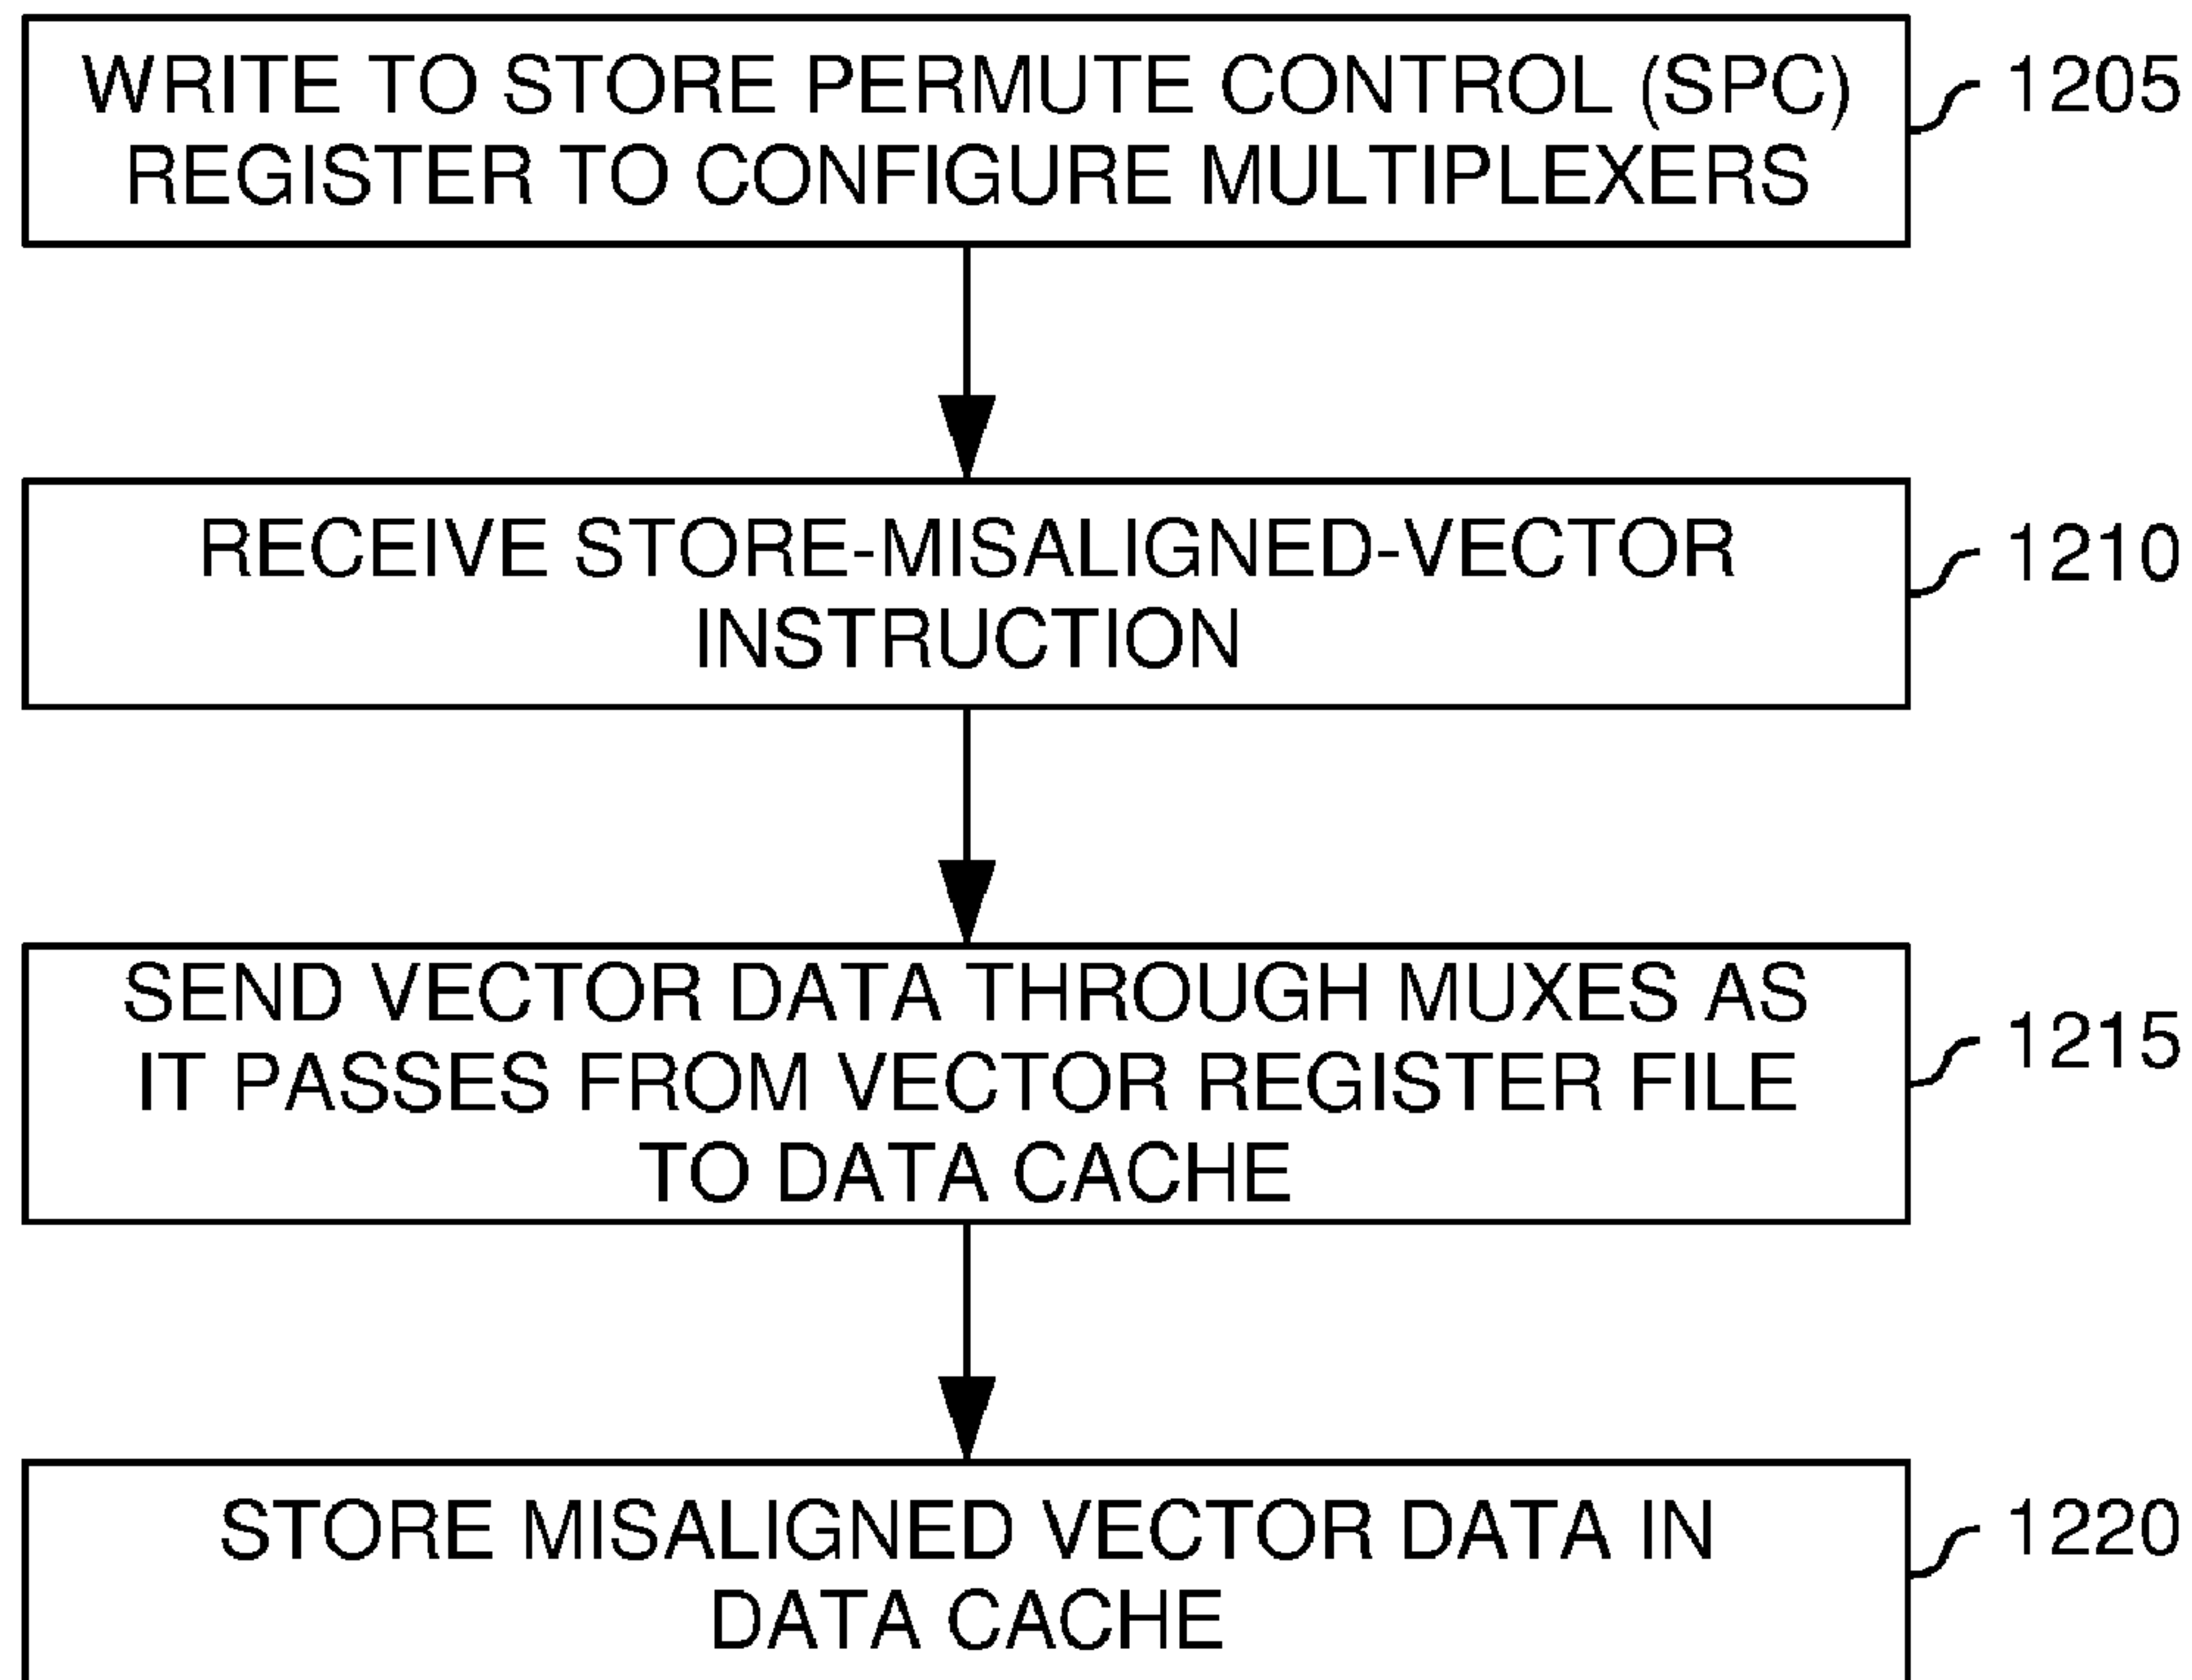 WRITE TO STORE PERMUTE CONTROL (SPC)
REGISTER TO CONFIGURE MULTIPLEXERS
1205
RECEIVE STORE-MISALIGNED-VECTOR
INSTRUCTION
1210
SEND VECTOR DATA THROUGH MUXES AS
IT PASSES FROM VECTOR REGISTER FILE
TO DATA CACHE
1215
STORE MISALIGNED VECTOR DATA IN
DATA CACHE
1220